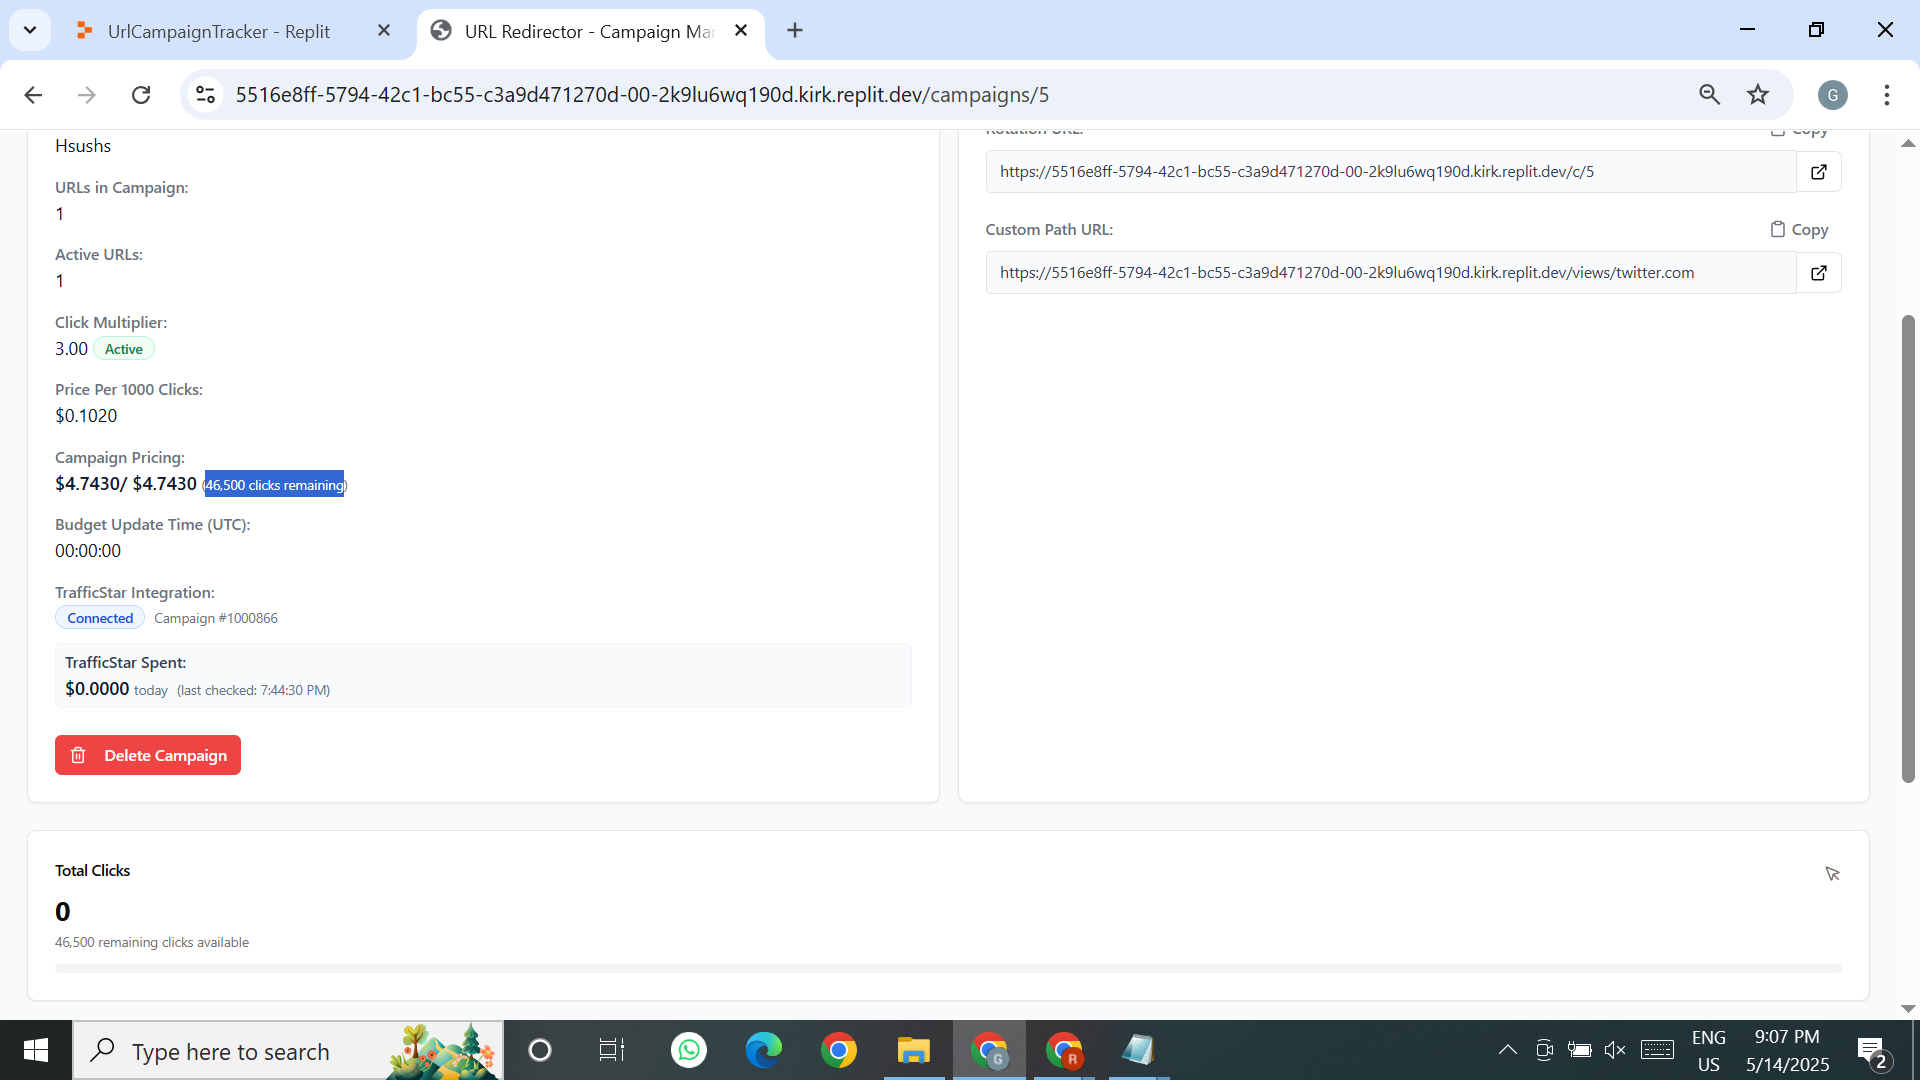 UrlCampaignTracker - Replit
URL Redirector - Campaign Ma
5516e8ff-5794-42c1-bc55-c3a9d471270d-00-2k9lu6wq190d.kirk.replit.dev/campaigns/5
G
Hsushs
URLs in Campaign:
1
Active URLs:
1
Click Multiplier:
3.00 Active
Price Per 1000 Clicks:
$0.1020
Campaign Pricing:
$4.7430/ $4.7430 (46,500 clicks remaining)
Budget Update Time (UTC):
00:00:00
TrafficStar Integration:
Connected Campaign #1000866
TrafficStar Spent:
$0.0000 today (last checked: 7:44:30 PM)
Delete Campaign
Rotation URL:
Copy
https://5516e8ff-5794-42c1-bc55-c3a9d471270d-00-2k9lu6wq190d.kirk.replit.dev/c/5
Custom Path URL:
Copy
https://5516e8ff-5794-42c1-bc55-c3a9d471270d-00-2k9lu6wq190d.kirk.replit.dev/views/twitter.com
Total Clicks
0
46,500 remaining clicks available
Type here to search
G
R
ENG
US
9:07 PM
5/14/2025
2